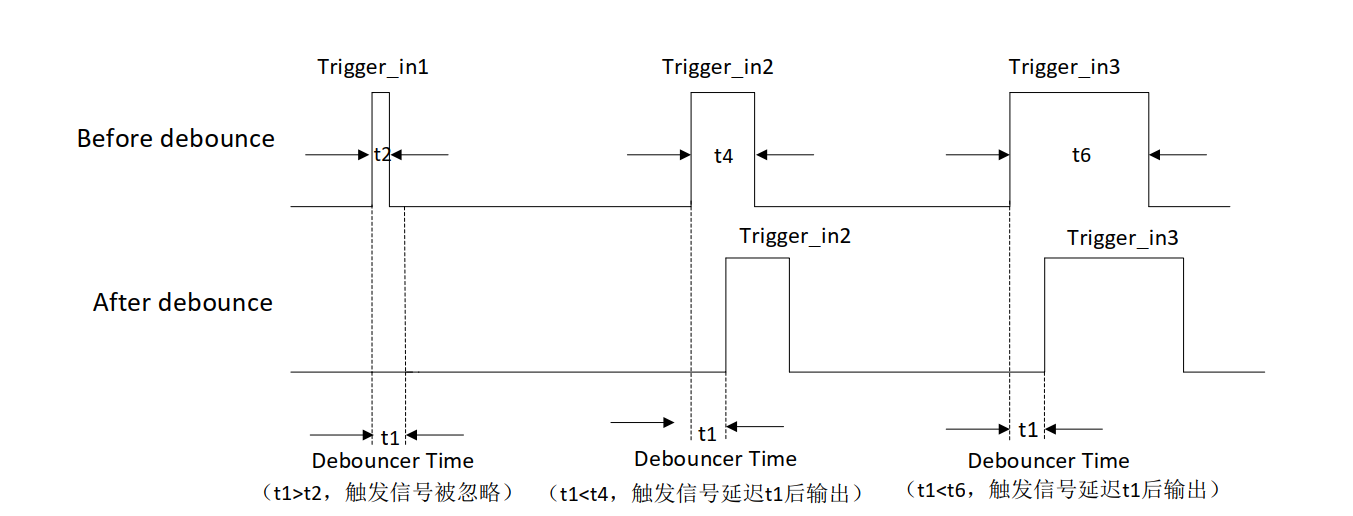 Trigger_in1
Trigger_in2
Trigger_in3
Before debounce
t2
t4
t6
Trigger_in2
Trigger_in3
After debounce
t1
t1
t1
Debouncer Time
Debouncer Time
Debouncer Time
（t1>t2，触发信号被忽略）
（t1<t4，触发信号延迟t1后输出）
（t1<t6，触发信号延迟t1后输出）